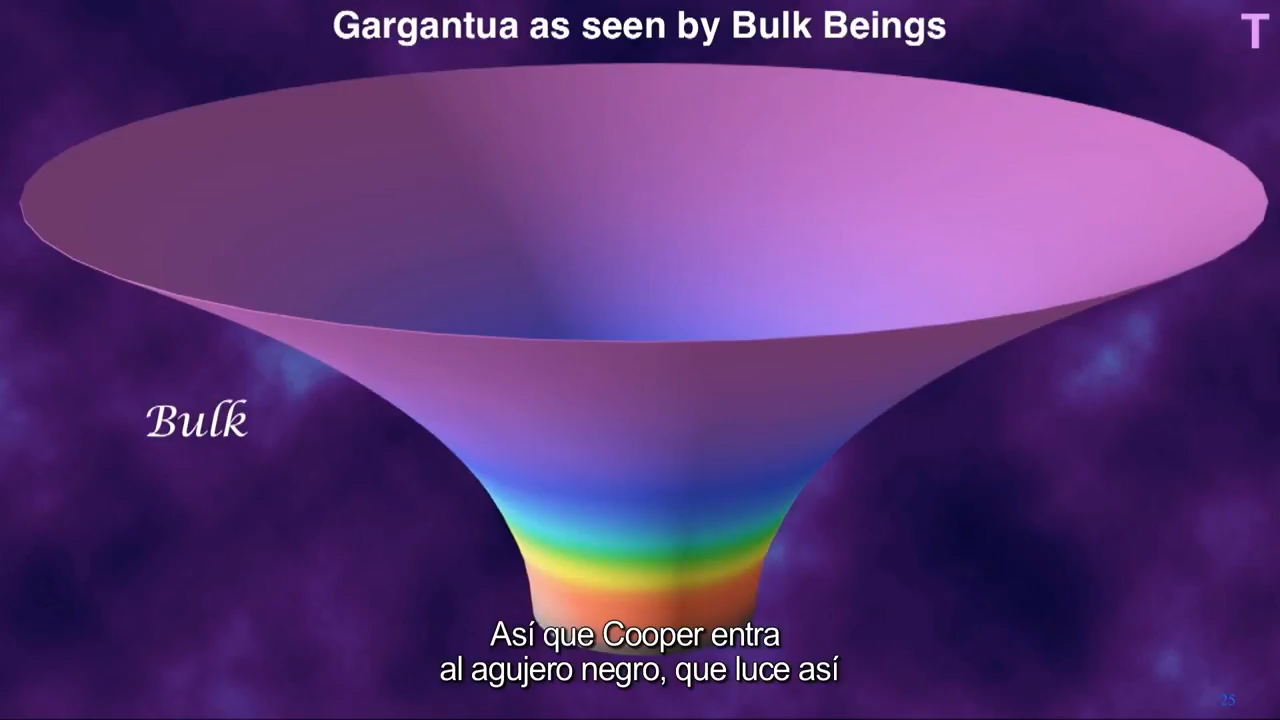 Gargantua as seen by Bulk Beings
T
Bulk
Así que Cooper entra
al agujero negro, que luce así
25